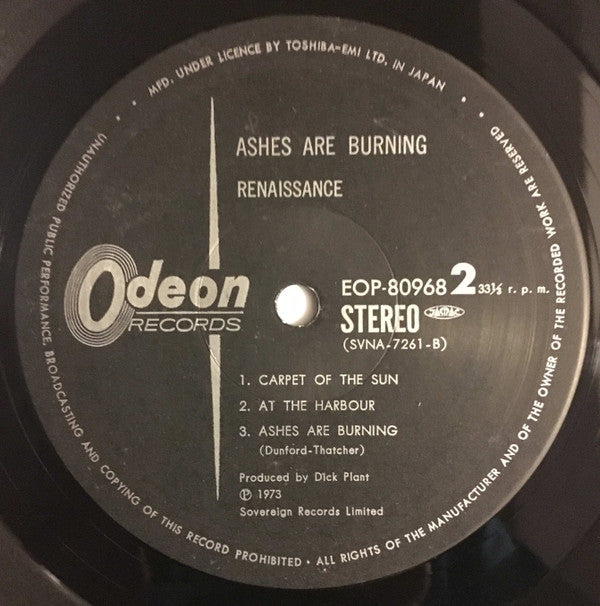 MFD. UNDER LICENCE BY TOSHIBA-EMI LTD. IN JAPAN
ASHES ARE BURNING
RENAISSANCE
Odeon
RECORDS
EOP-80968 2 33⅓ r. p. m.
STEREO JASRAC
(SVNA-7261-B)
1. CARPET OF THE SUN
2. AT THE HARBOUR
3. ASHES ARE BURNING
(Dunford-Thatcher)
Produced by Dick Plant
℗ 1973
Sovereign Records Limited
UNAUTHORIZED PUBLIC PERFORMANCE, BROADCASTING AND COPYING OF THIS RECORD PROHIBITED • ALL RIGHTS OF THE MANUFACTURER AND OF THE OWNER OF THE RECORDED WORK ARE RESERVED